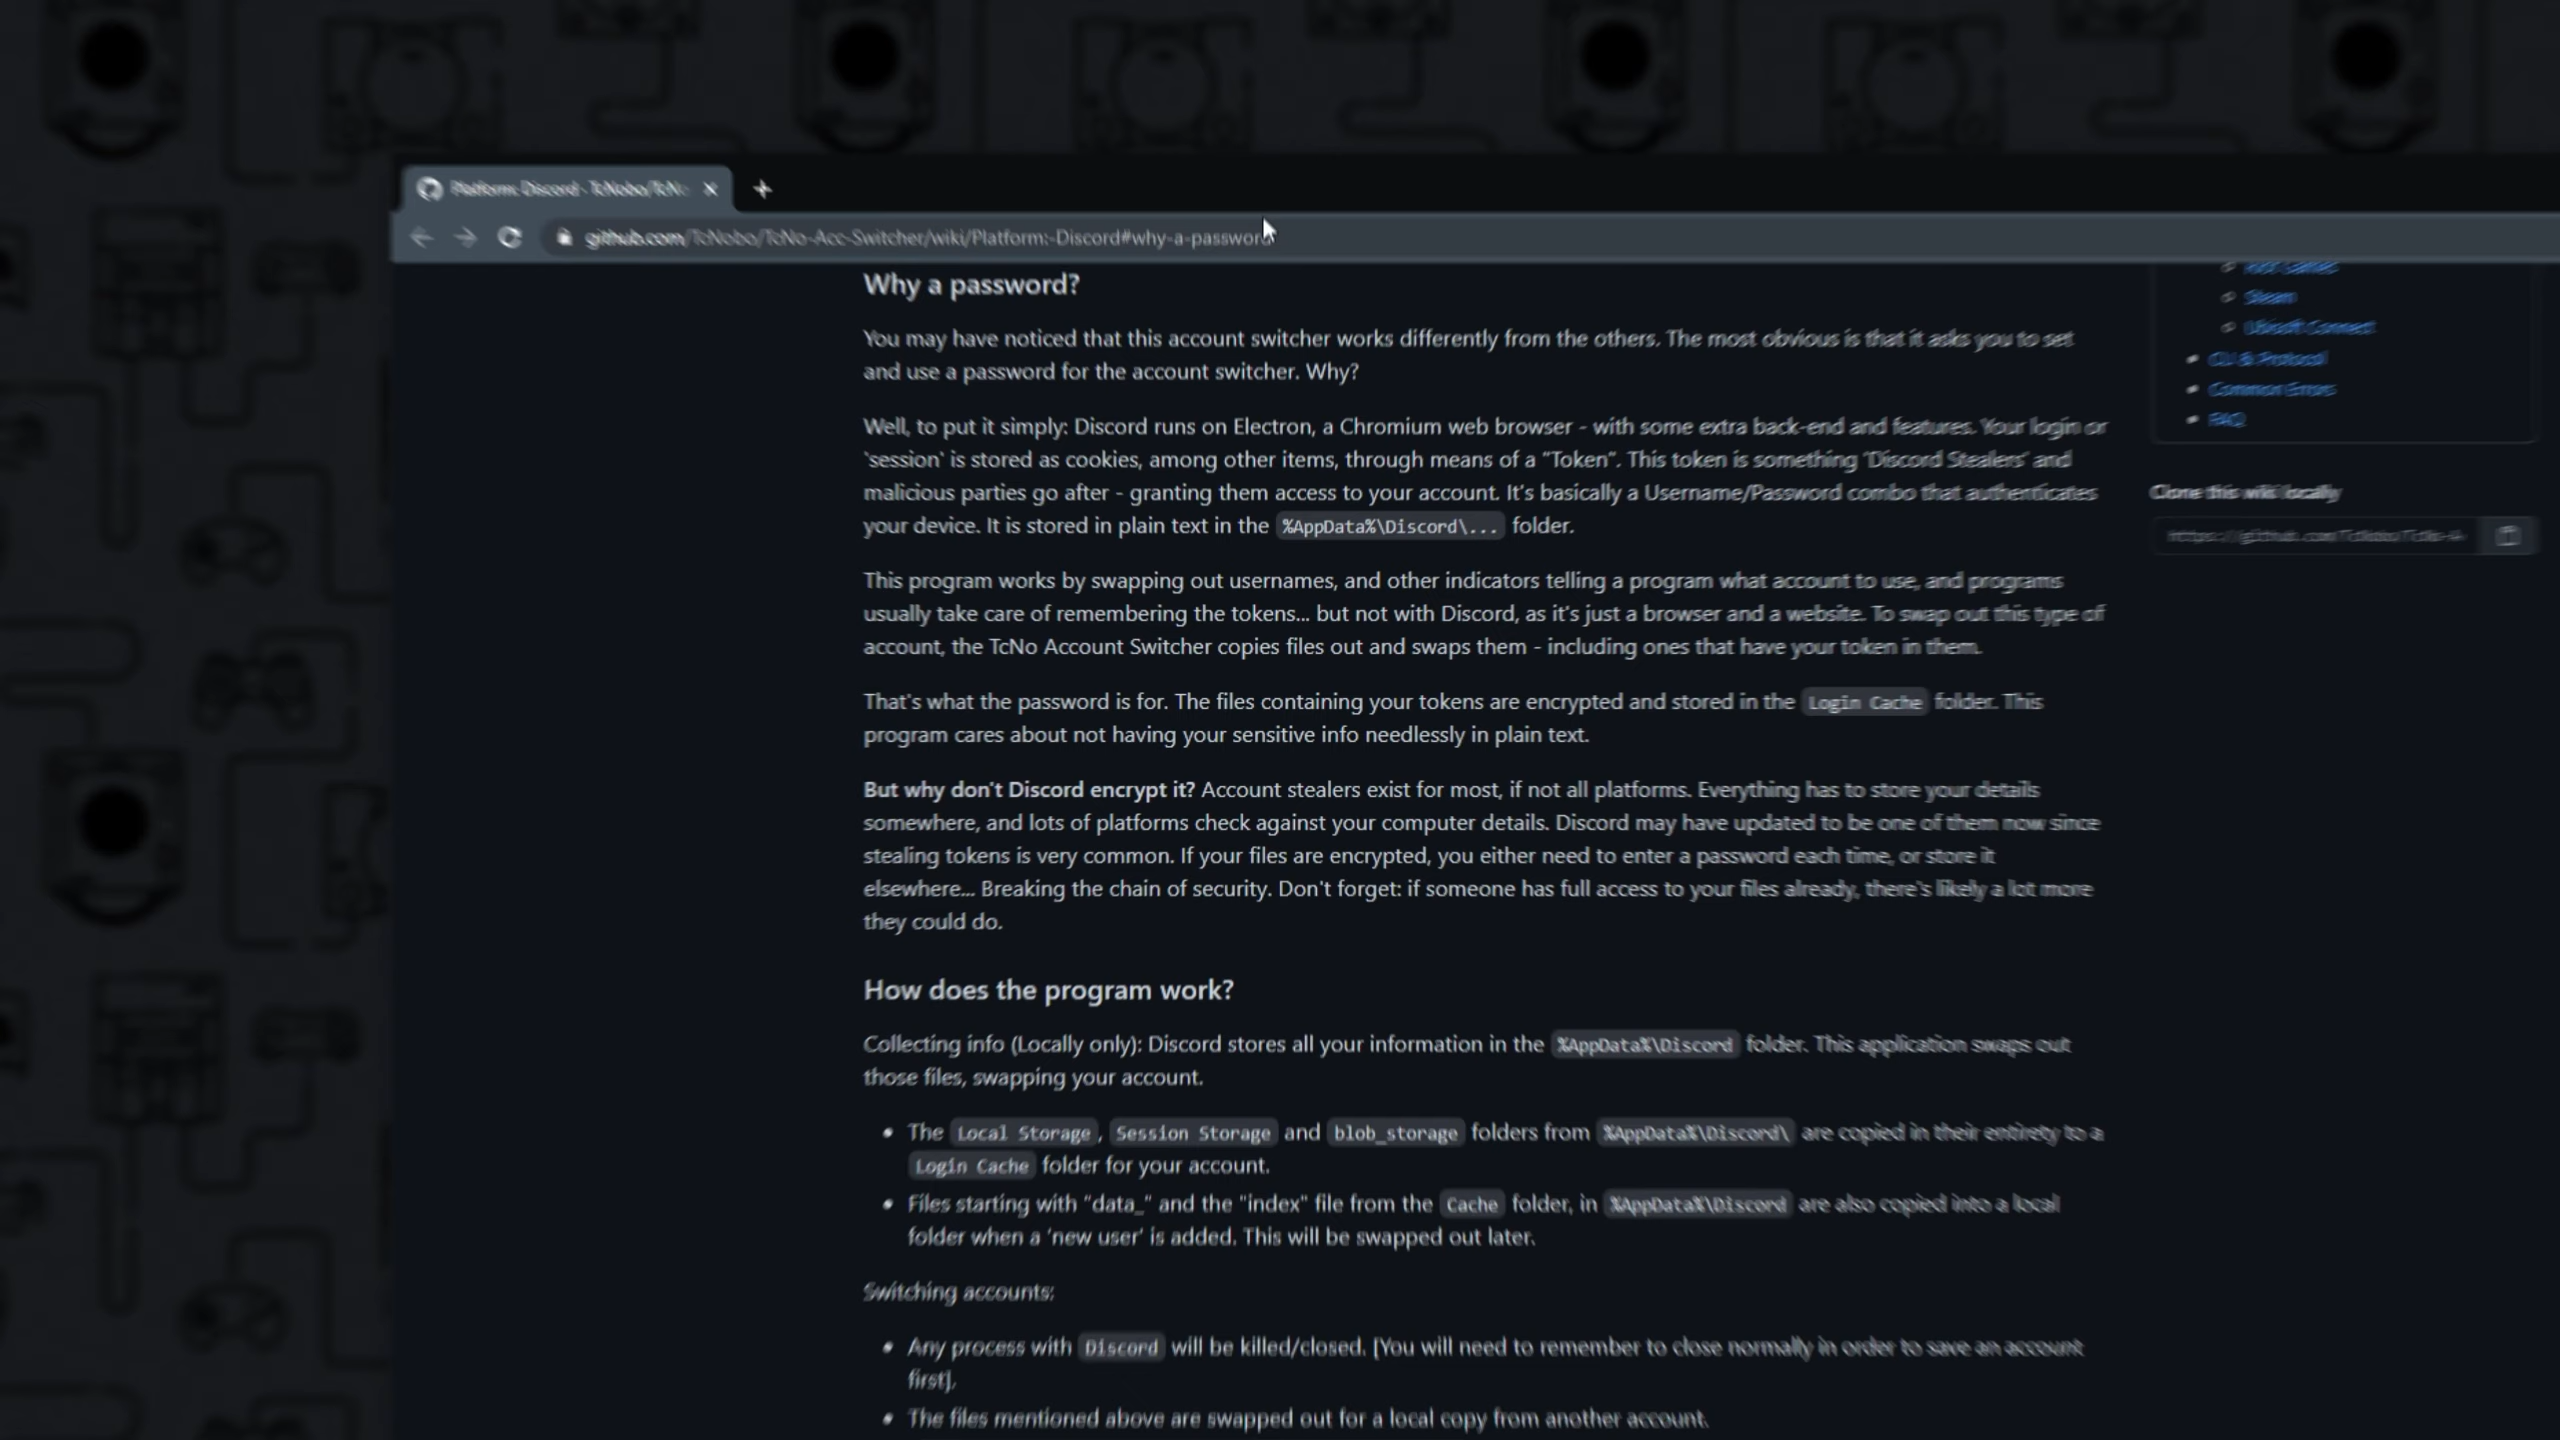 Platform: Discord · TcNobo/TcNo
github.com/TcNobo/TcNo-Acc-Switcher/wiki/Platform:-Discord#why-a-password
Why a password?
Steam
Ubisoft Connect
You may have noticed that this account switcher works differently from the others. The most obvious is that it asks you to set
and use a password for the account switcher. Why?
CLI & Protocol
Common Errors
FAQ
Well, to put it simply: Discord runs on Electron, a Chromium web browser - with some extra back-end and features. Your login or
'session' is stored as cookies, among other items, through means of a "Token". This token is something 'Discord Stealers' and
malicious parties go after - granting them access to your account. It's basically a Username/Password combo that authenticates
your device. It is stored in plain text in the %AppData%\Discord\... folder.
Clone this wiki locally
https://github.com/TcNobo/TcNo-A
This program works by swapping out usernames, and other indicators telling a program what account to use, and programs
usually take care of remembering the tokens... but not with Discord, as it's just a browser and a website. To swap out this type of
account, the TcNo Account Switcher copies files out and swaps them - including ones that have your token in them.
That's what the password is for. The files containing your tokens are encrypted and stored in the Login Cache folder. This
program cares about not having your sensitive info needlessly in plain text.
But why don't Discord encrypt it? Account stealers exist for most, if not all platforms. Everything has to store your details
somewhere, and lots of platforms check against your computer details. Discord may have updated to be one of them now since
stealing tokens is very common. If your files are encrypted, you either need to enter a password each time, or store it
elsewhere... Breaking the chain of security. Don't forget: if someone has full access to your files already, there's likely a lot more
they could do.
How does the program work?
Collecting info (Locally only): Discord stores all your information in the %AppData%\Discord folder. This application swaps out
those files, swapping your account.
• The Local Storage, Session Storage and blob_storage folders from %AppData%\Discord\ are copied in their entirety to a
Login Cache folder for your account.
• Files starting with "data_" and the "index" file from the Cache folder, in %AppData%\Discord are also copied into a local
folder when a 'new user' is added. This will be swapped out later.
Switching accounts:
• Any process with Discord will be killed/closed. [You will need to remember to close normally in order to save an account
first].
• The files mentioned above are swapped out for a local copy from another account.